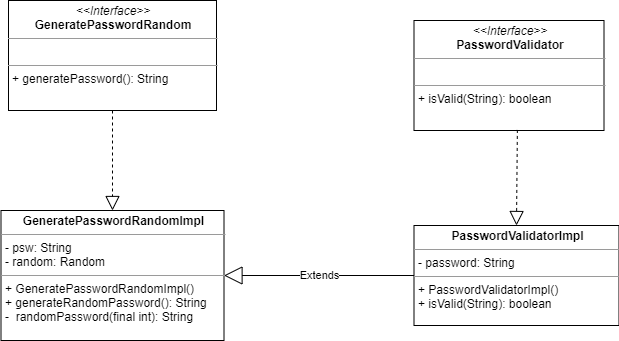 <<Interface>>
GeneratePasswordRandom
+ generatePassword(): String
<<Interface>>
PasswordValidator
+ isValid(String): boolean
GeneratePasswordRandomImpl
- psw: String
- random: Random
+ GeneratePasswordRandomImpl()
+ generateRandomPassword(): String
- randomPassword(final int): String
Extends
PasswordValidatorImpl
- password: String
+ PasswordValidatorImpl()
+ isValid(String): boolean